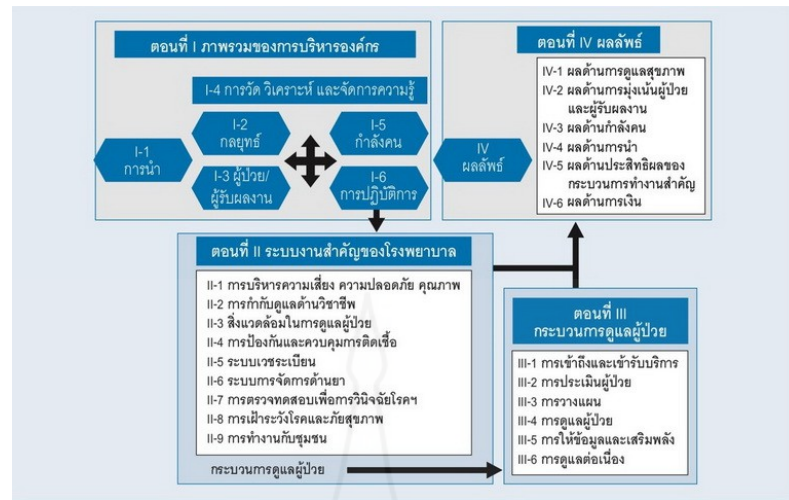 ตอนที่ I ภาพรวมของการบริหารองค์กร
I-4 การวัด วิเคราะห์ และจัดการความรู้
I-1
การนำ
I-2
กลยุทธ์
I-3 ผู้ป่วย/
ผู้รับผลงาน
I-5
กำลังคน
I-6
การปฏิบัติการ
IV
ผลลัพธ์
ตอนที่ IV ผลลัพธ์
IV-1 ผลด้านการดูแลสุขภาพ
IV-2 ผลด้านการมุ่งเน้นผู้ป่วย
และผู้รับผลงาน
IV-3 ผลด้านกำลังคน
IV-4 ผลด้านการนำ
IV-5 ผลด้านประสิทธิผลของ
กระบวนการทำงานสำคัญ
IV-6 ผลด้านการเงิน
ตอนที่ II ระบบงานสำคัญของโรงพยาบาล
II-1 การบริหารความเสี่ยง ความปลอดภัย คุณภาพ
II-2 การกำกับดูแลด้านวิชาชีพ
II-3 สิ่งแวดล้อมในการดูแลผู้ป่วย
II-4 การป้องกันและควบคุมการติดเชื้อ
II-5 ระบบเวชระเบียน
II-6 ระบบการจัดการด้านยา
II-7 การตรวจทดสอบเพื่อการวินิจฉัยโรคฯ
II-8 การเฝ้าระวังโรคและภัยสุขภาพ
II-9 การทำงานกับชุมชน
กระบวนการดูแลผู้ป่วย
ตอนที่ III
กระบวนการดูแลผู้ป่วย
III-1 การเข้าถึงและเข้ารับบริการ
III-2 การประเมินผู้ป่วย
III-3 การวางแผน
III-4 การดูแลผู้ป่วย
III-5 การให้ข้อมูลและเสริมพลัง
III-6 การดูแลต่อเนื่อง